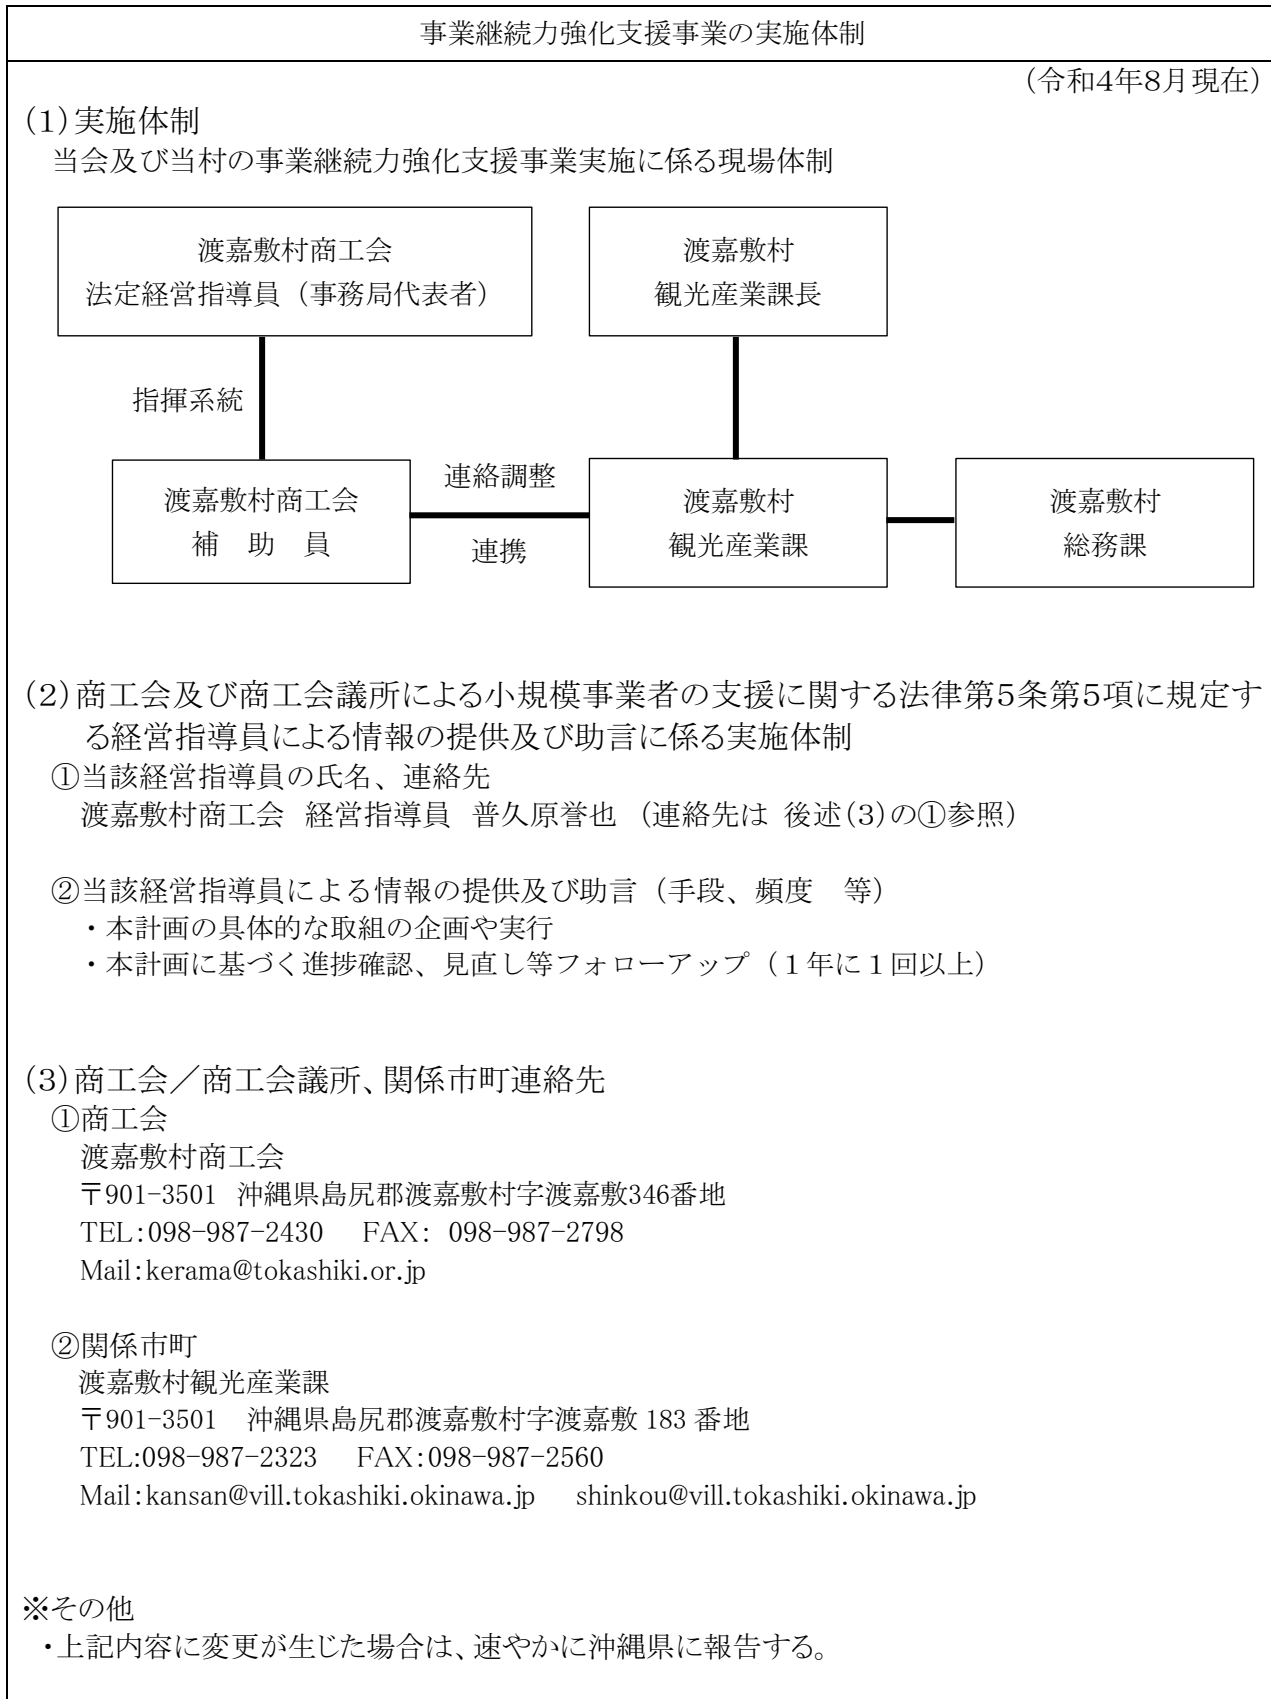 事業継続力強化支援事業の実施体制
（令和4年8月現在）
（1）実施体制
当会及び当村の事業継続力強化支援事業実施に係る現場体制
渡嘉敷村商工会
法定経営指導員（事務局代表者）
渡嘉敷村
観光産業課長
指揮系統
渡嘉敷村商工会
補　助　員
連絡調整
連携
渡嘉敷村
観光産業課
渡嘉敷村
総務課
（2）商工会及び商工会議所による小規模事業者の支援に関する法律第5条第5項に規定す
る経営指導員による情報の提供及び助言に係る実施体制
①当該経営指導員の氏名、連絡先
渡嘉敷村商工会　経営指導員　普久原誉也　（連絡先は 後述（3）の①参照）
②当該経営指導員による情報の提供及び助言（手段、頻度　等）
・本計画の具体的な取組の企画や実行
・本計画に基づく進捗確認、見直し等フォローアップ（１年に１回以上）
（3）商工会／商工会議所、関係市町連絡先
①商工会
渡嘉敷村商工会
〒901-3501　沖縄県島尻郡渡嘉敷村字渡嘉敷346番地
TEL：098-987-2430　FAX： 098-987-2798
Mail：kerama@tokashiki.or.jp
②関係市町
渡嘉敷村観光産業課
〒901-3501　沖縄県島尻郡渡嘉敷村字渡嘉敷 183 番地
TEL:098-987-2323　FAX：098-987-2560
Mail：kansan@vill.tokashiki.okinawa.jp　shinkou@vill.tokashiki.okinawa.jp
※その他
・上記内容に変更が生じた場合は、速やかに沖縄県に報告する。